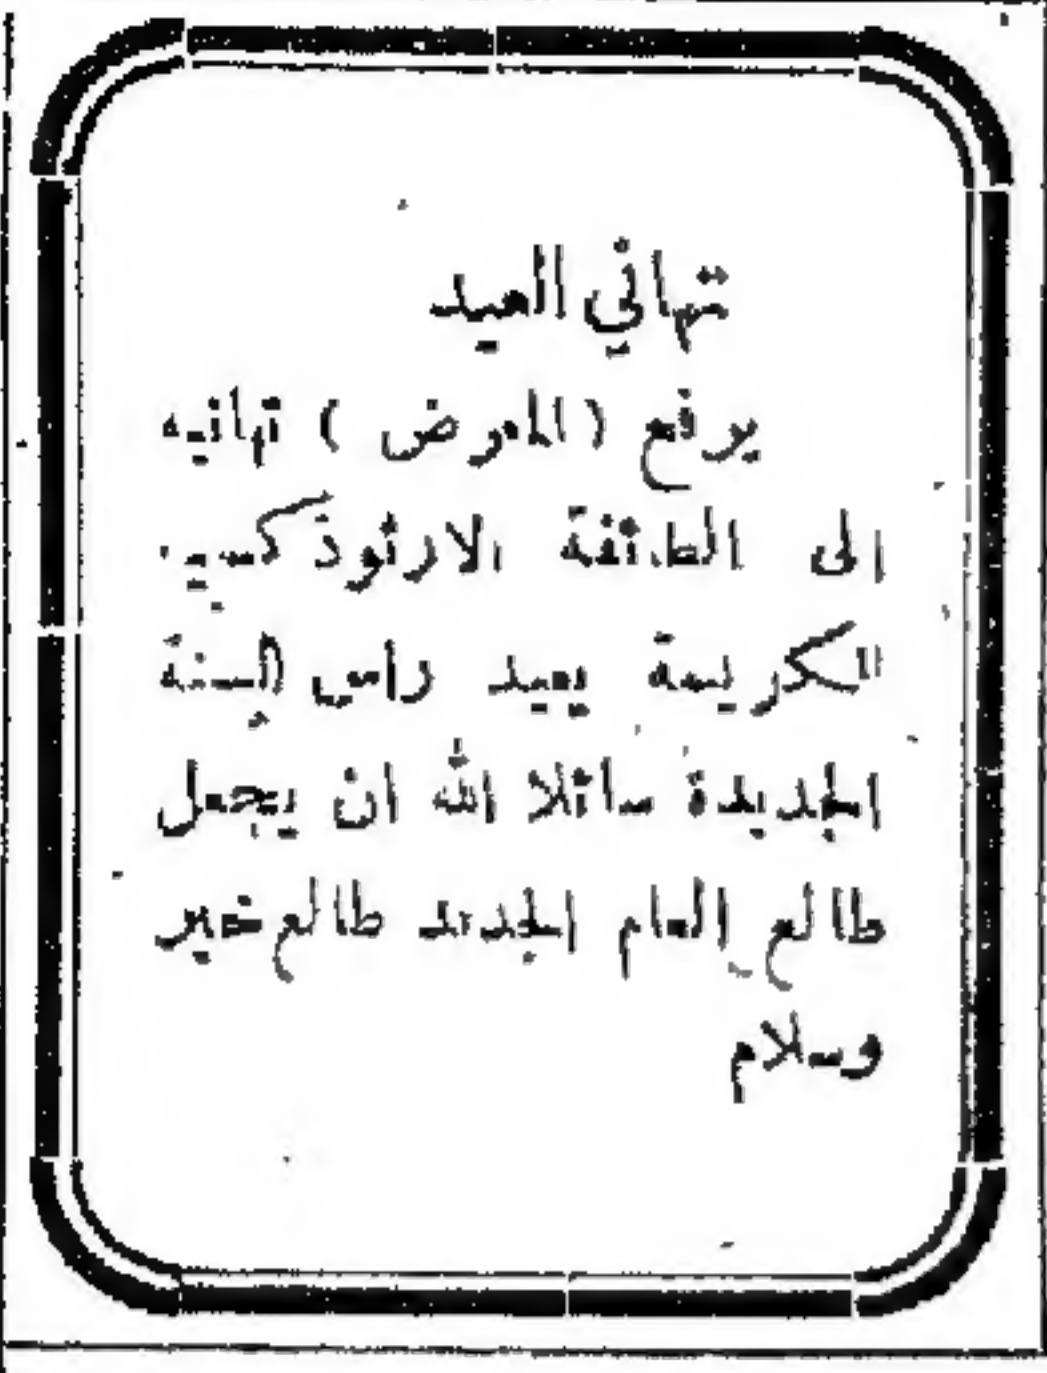 تهاني العيد
يرفع ( المعرض ) تهانيه
الى الطائفة الارثوذكسية
الكريمة بعيد راس السنة
الجديدة سائلا الله ان يجعل
طالع العام الجديد طالع خير
وسلام